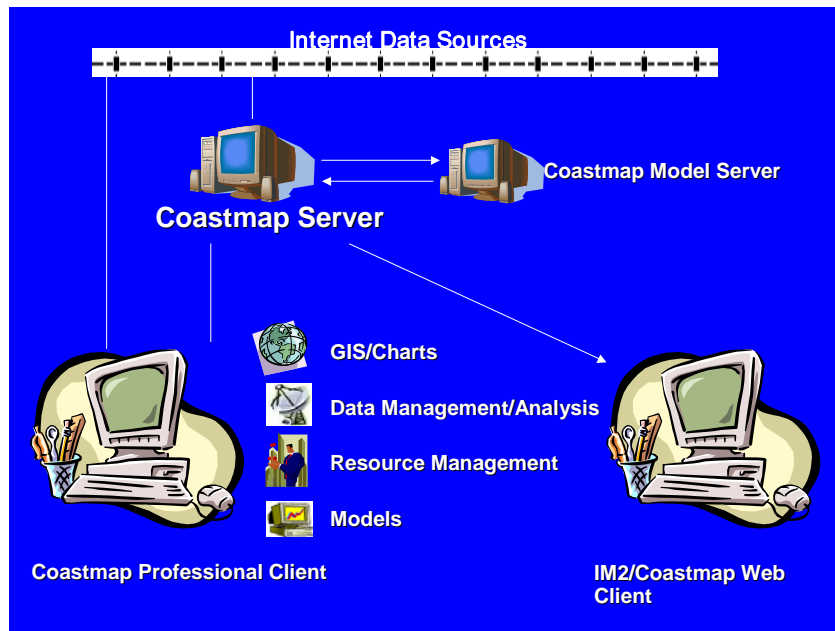 Internet Data Sources
Coastmap Model Server
Coastmap Server
GIS/Charts
Data Management/Analysis
Resource Management
Models
Coastmap Professional Client
IM2/Coastmap Web
Client